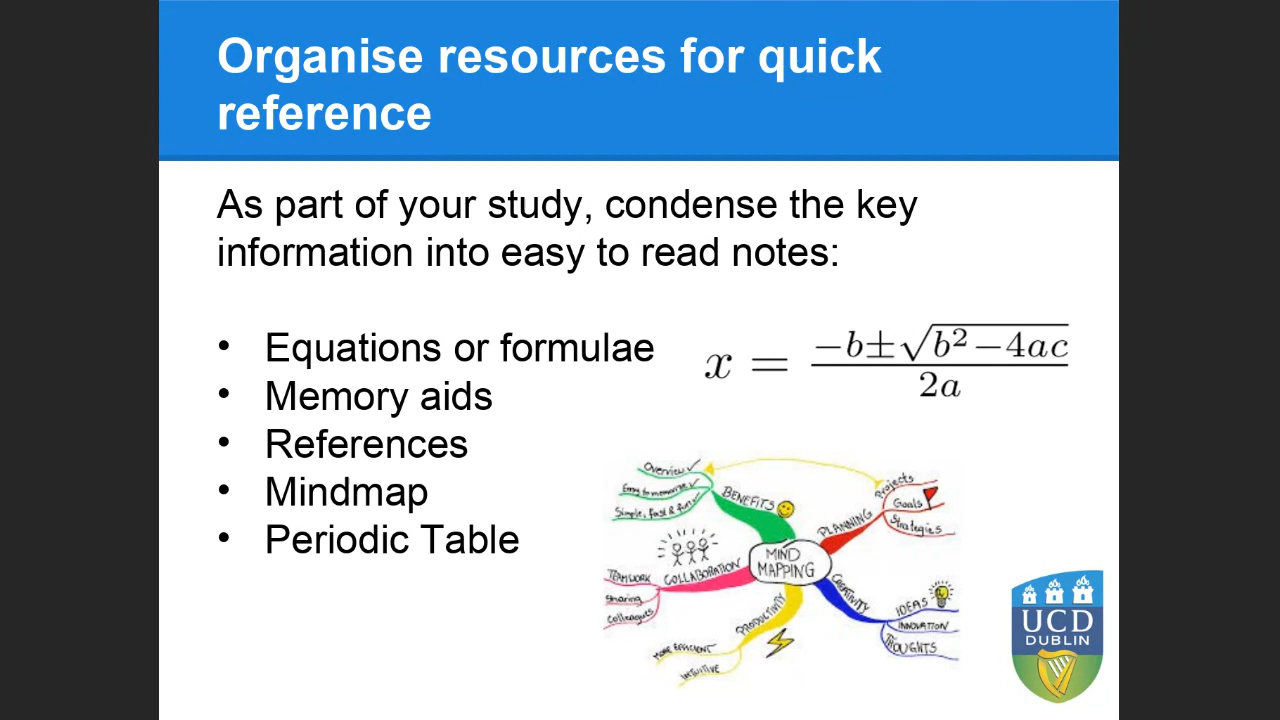 Organise resources for quick
reference
As part of your study, condense the key
information into easy to read notes:
• Equations or formulae
• Memory aids
• References
• Mindmap
• Periodic Table
x = −b±√b²−4ac / 2a
Overview
Easy to memorize
Simple, Fast & fun
BENEFITS
PLANNING
Projects
Goals
Strategies
MIND
MAPPING
COLLABORATION
TEAMWORK
Sharing
Colleagues
PRODUCTIVITY
MORE EFFICIENT
INTUITIVE
CREATIVITY
IDEAS
INNOVATION
THOUGHTS
UCD
DUBLIN